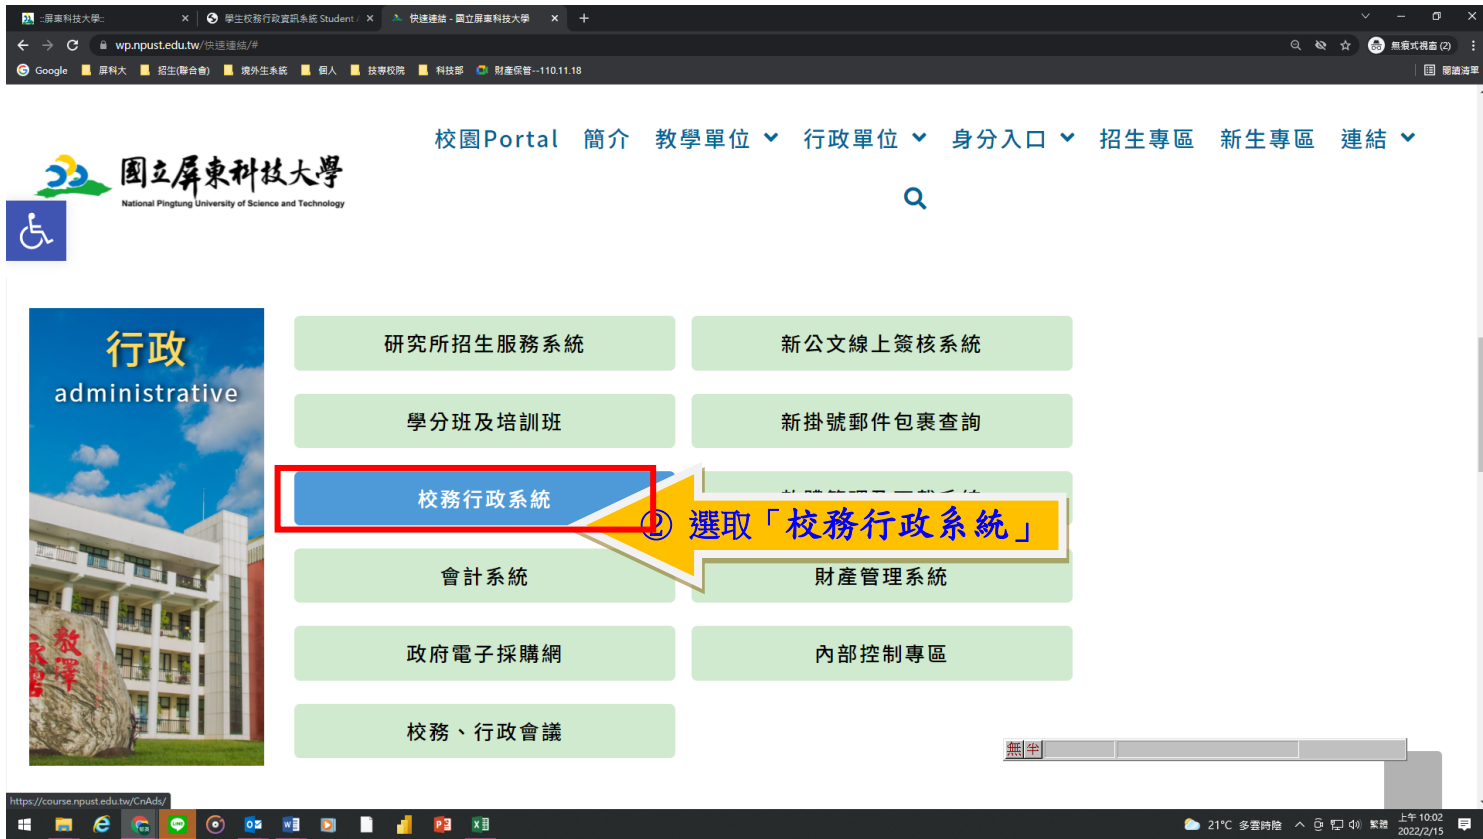 ::屏東科技大學::
學生校務行政資訊系統 Student A
快速連結 - 國立屏東科技大學
wp.npust.edu.tw/快速連結/#
無痕式視窗 (2)
Google 屏科大 招生(聯合會) 境外生系統 個人 技專校院 科技部 財產保管--110.11.18
閱讀清單
國立屏東科技大學
National Pingtung University of Science and Technology
校園Portal 簡介 教學單位 行政單位 身分入口 招生專區 新生專區 連結
行政
administrative
研究所招生服務系統 新公文線上簽核系統
學分班及培訓班 新掛號郵件包裹查詢
校務行政系統
② 選取「校務行政系統」
會計系統 財產管理系統
政府電子採購網 內部控制專區
校務、行政會議
無 半
https://course.npust.edu.tw/CnAds/
21°C 多雲時陰 繁體 上午 10:02
2022/2/15